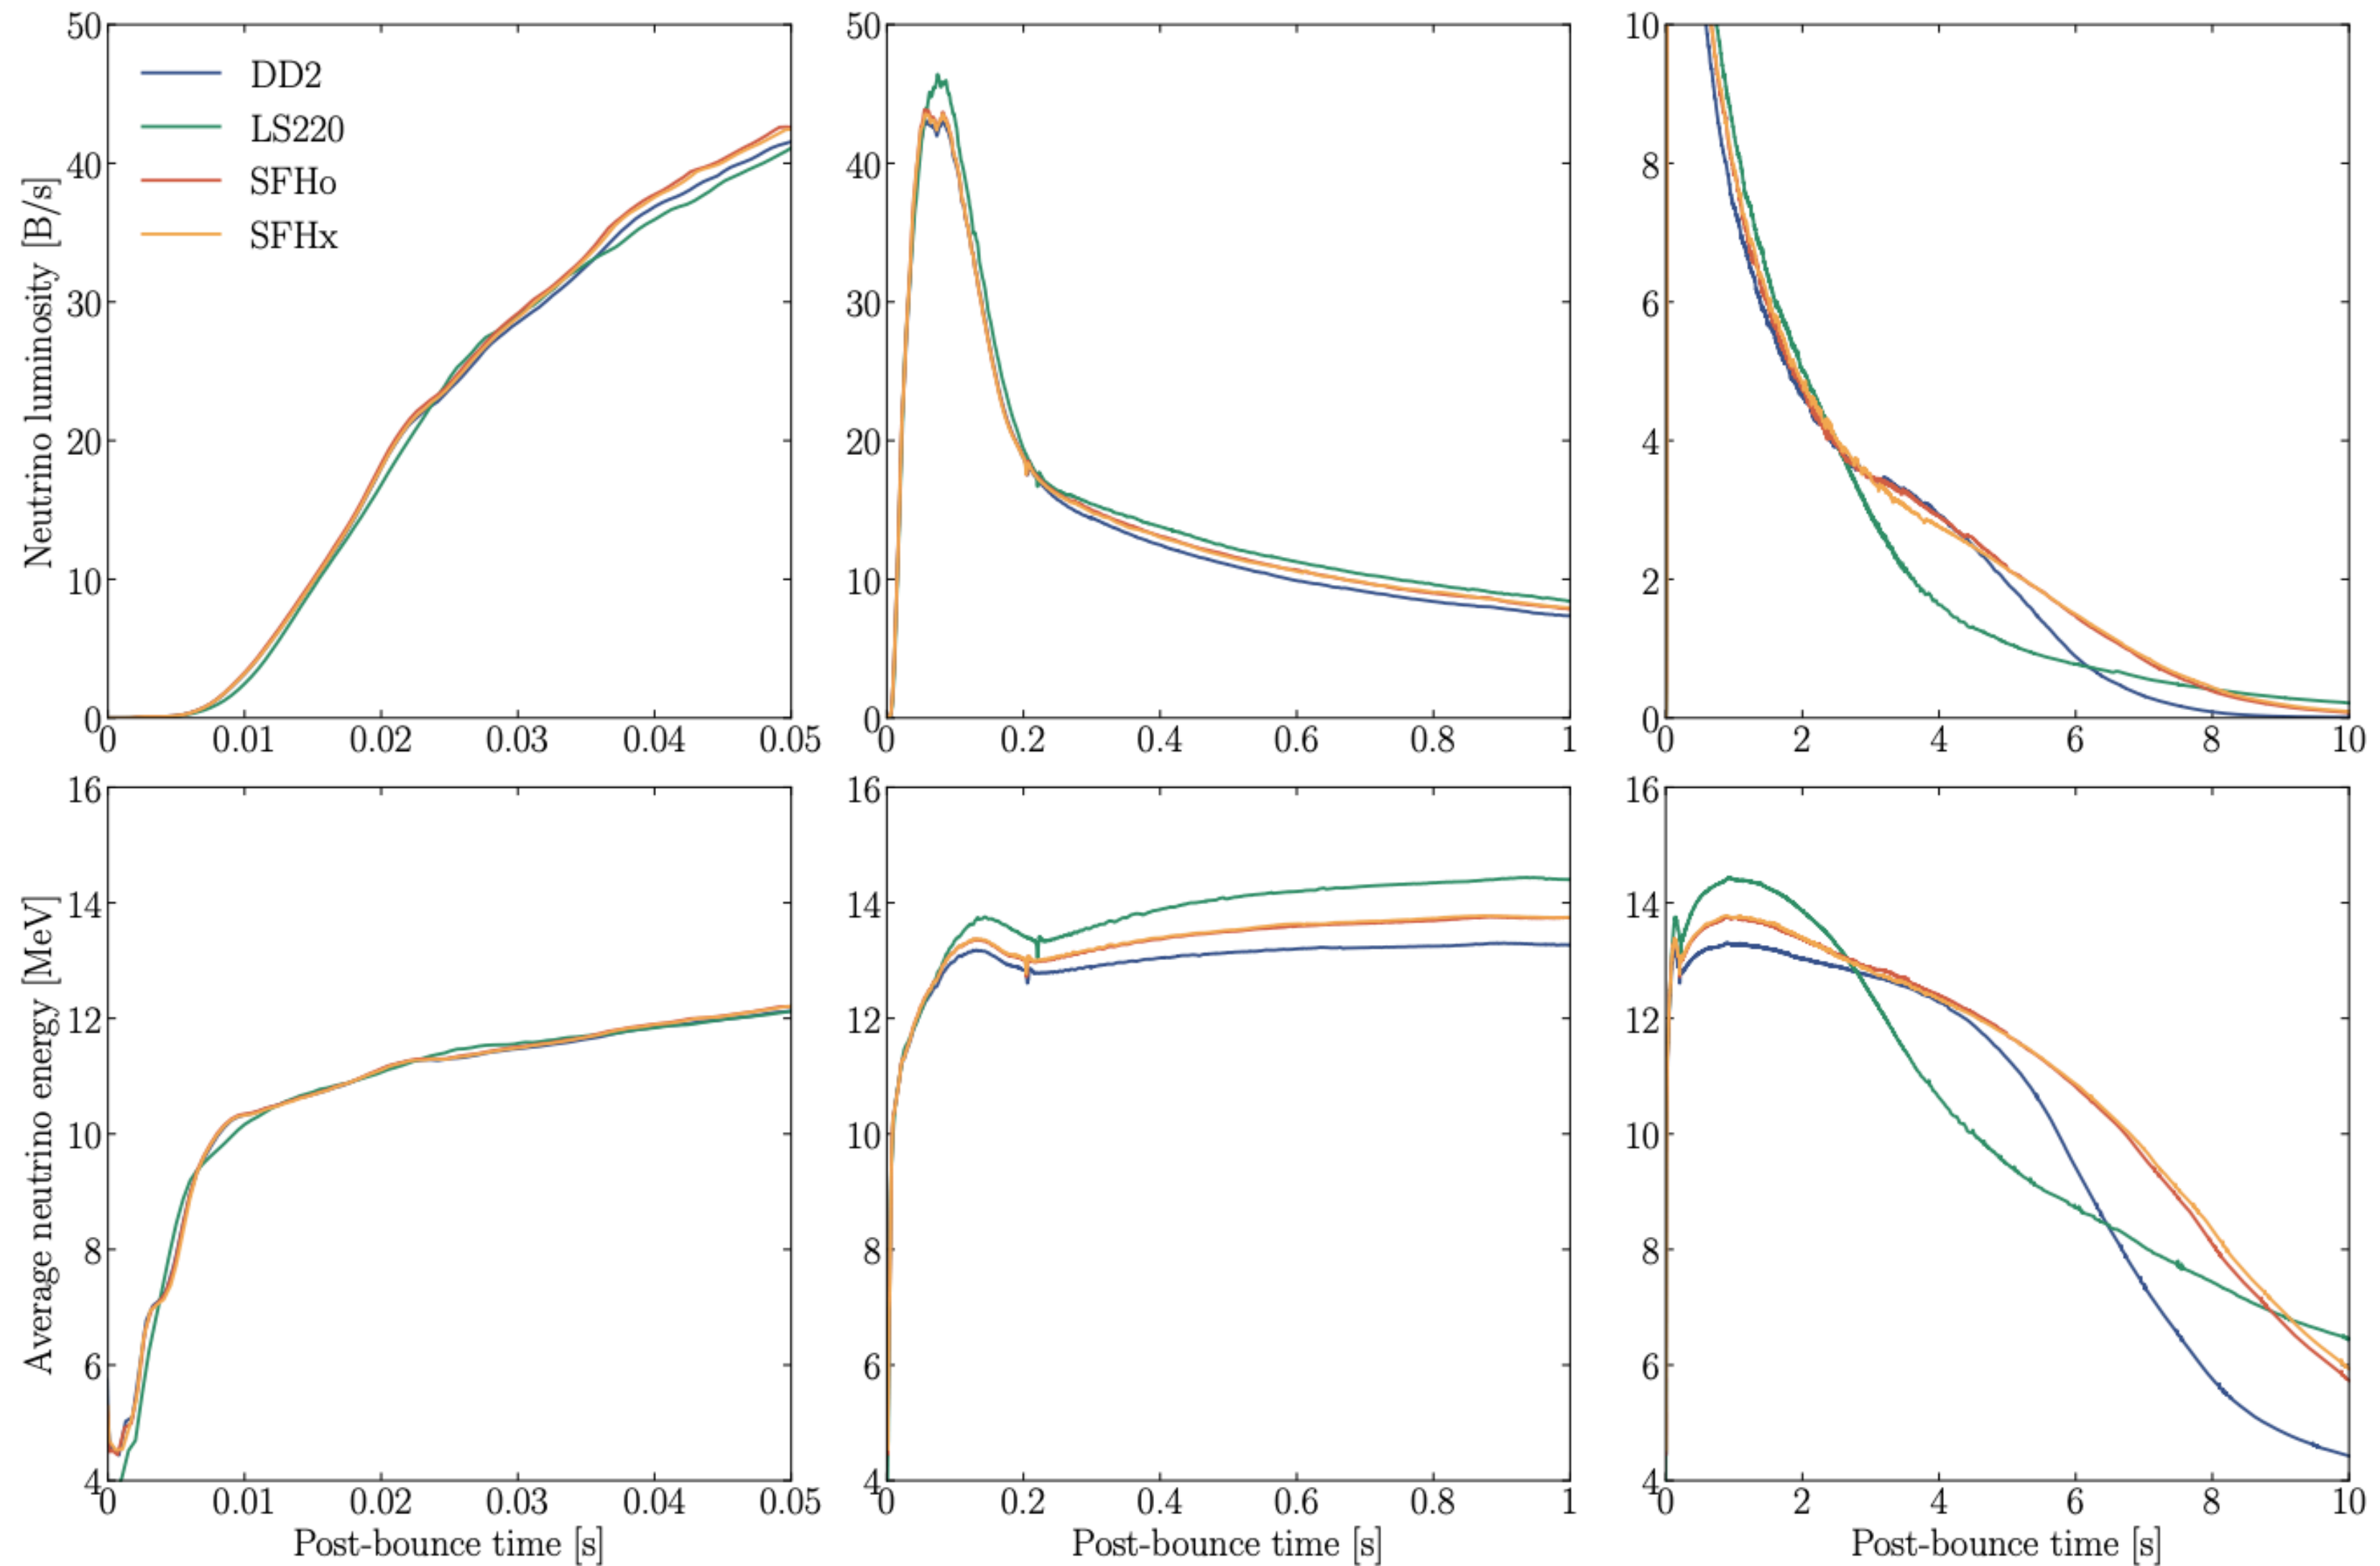 Neutrino luminosity [B/s]
50
40
30
20
10
0
DD2
LS220
SFHo
SFHx
0 0.01 0.02 0.03 0.04 0.05
50
40
30
20
10
0
0 0.2 0.4 0.6 0.8 1
10
8
6
4
2
0
0 2 4 6 8 10
Average neutrino energy [MeV]
16
14
12
10
8
6
4
0 0.01 0.02 0.03 0.04 0.05
Post-bounce time [s]
16
14
12
10
8
6
4
0 0.2 0.4 0.6 0.8 1
Post-bounce time [s]
16
14
12
10
8
6
4
0 2 4 6 8 10
Post-bounce time [s]